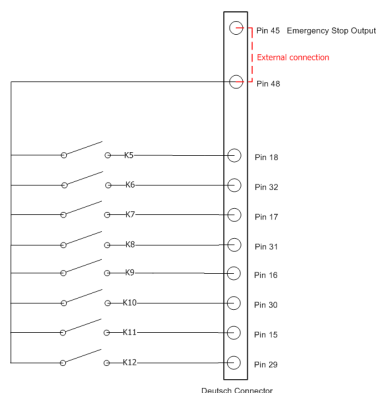 Pin 45 Emergency Stop Output
External connection
Pin 48
K5 Pin 18
K6 Pin 32
K7 Pin 17
K8 Pin 31
K9 Pin 16
K10 Pin 30
K11 Pin 15
K12 Pin 29
Deutsch Connector